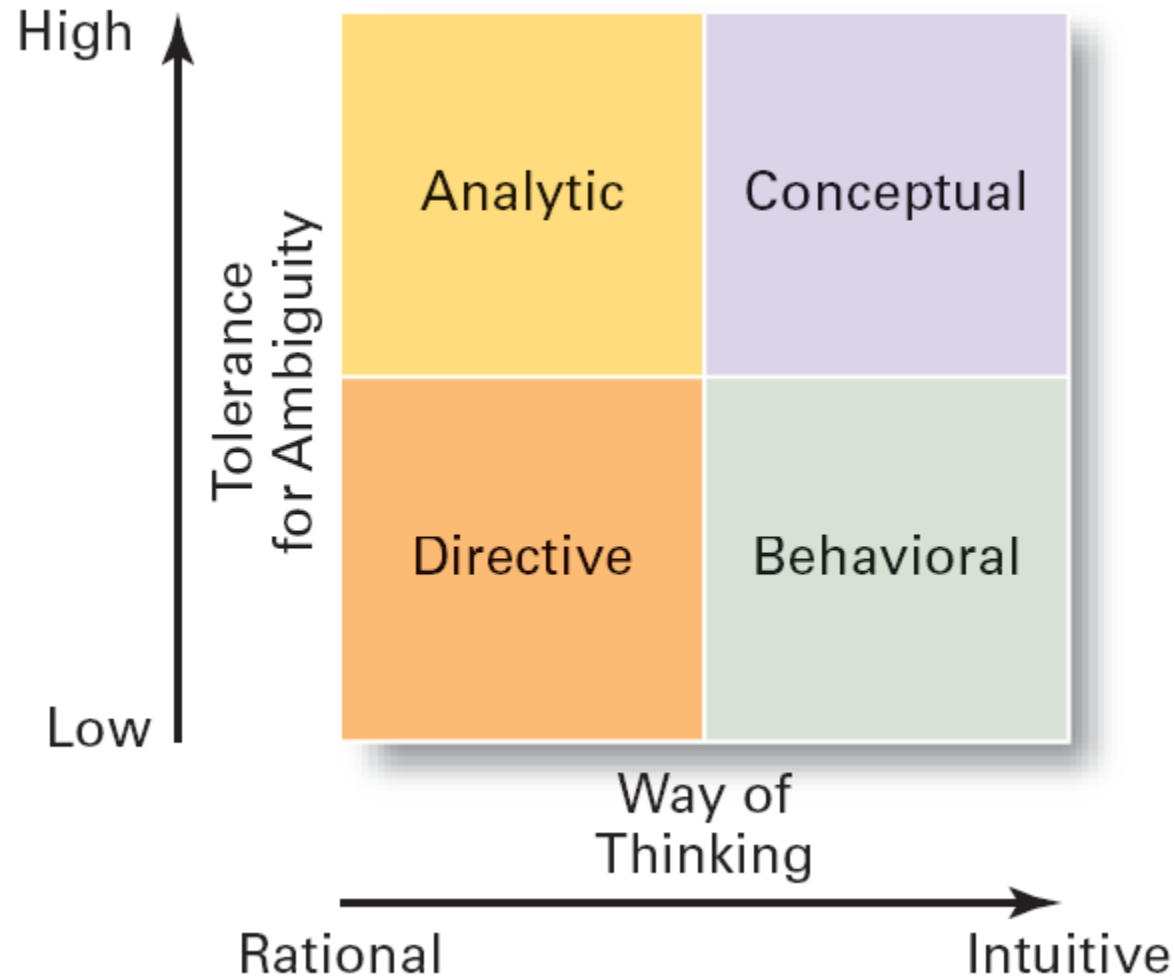 High
Analytic
Conceptual
Tolerance
for Ambiguity
Directive
Behavioral
Low
Way of
Thinking
Rational
Intuitive